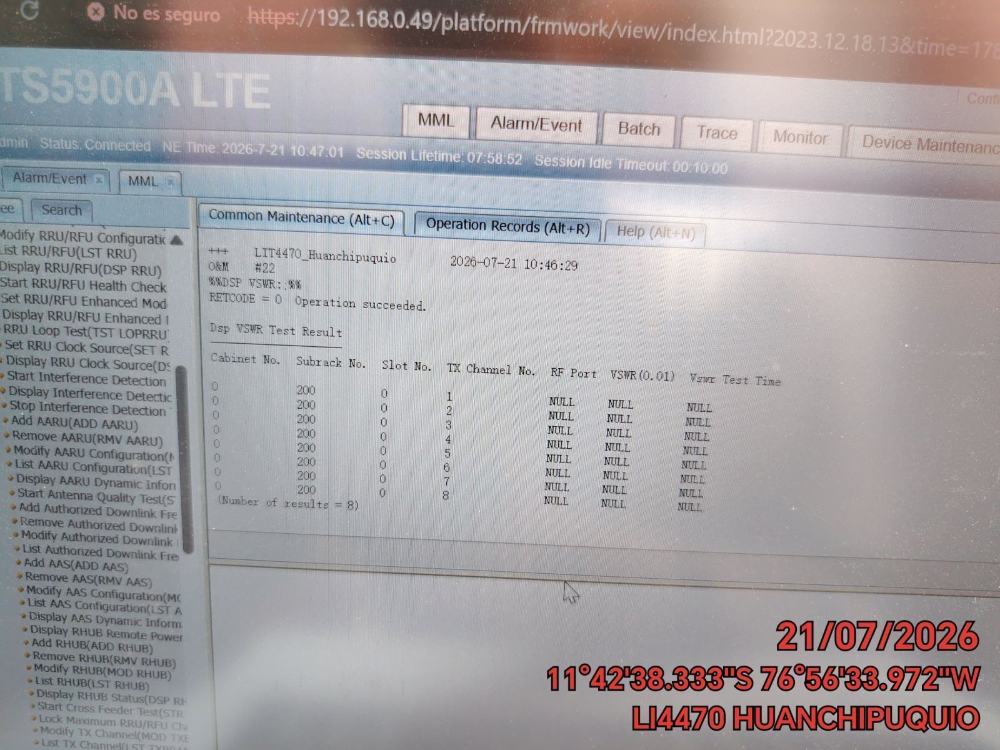 No es seguro https://192.168.0.49/platform/frmwork/view/index.html?2023.12.18.13&time=178
TS5900A LTE
MML Alarm/Event Batch Trace Monitor Device Maintenanc
dmin Status: Connected NE Time: 2026-7-21 10:47:01 Session Lifetime: 07:58:52 Session Idle Timeout: 00:10:00
Alarm/Event MML
ee Search
Common Maintenance (Alt+C) Operation Records (Alt+R) Help (Alt+N)
Modify RRU/RFU Configuratic
List RRU/RFU(LST RRU)
Display RRU/RFU(DSP RRU)
Start RRU/RFU Health Check
Set RRU/RFU Enhanced Mod
Display RRU/RFU Enhanced
RRU Loop Test(TST LOPRRU
Set RRU Clock Source(SET R
Display RRU Clock Source(DS
Start Interference Detection
Display Interference Detectic
Stop Interference Detection
Add AARU(ADD AARU)
Remove AARU(RMV AARU)
Modify AARU Configuration(M
List AARU Configuration(LST
Display AARU Dynamic Infor
Start Antenna Quality Test(S
Add Authorized Downlink Fre
Remove Authorized Downlin
Modify Authorized Downlink
List Authorized Downlink Fre
Add AAS(ADD AAS)
Remove AAS(RMV AAS)
Modify AAS Configuration(MO
List AAS Configuration(LST A
Display AAS Dynamic Inform
Display RHUB Remote Power
Add RHUB(ADD RHUB)
Remove RHUB(RMV RHUB)
Modify RHUB(MOD RHUB)
List RHUB(LST RHUB)
Display RHUB Status(DSP RH
Start Cross Feeder Test(STR
Lock Maximum RRU/RFU Cha
Modify TX Channel(MOD TXB
List TX Channel(LST TXBRAN
+++ LIT4470_Huanchipuquio 2026-07-21 10:46:29
O&M #22
%%DSP VSWR:;%%
RETCODE = 0 Operation succeeded.
Dsp VSWR Test Result
Cabinet No. Subrack No. Slot No. TX Channel No. RF Port VSWR(0.01) Vswr Test Time
0 200 0 1 NULL NULL NULL
0 200 0 2 NULL NULL NULL
0 200 0 3 NULL NULL NULL
0 200 0 4 NULL NULL NULL
0 200 0 5 NULL NULL NULL
0 200 0 6 NULL NULL NULL
0 200 0 7 NULL NULL NULL
0 200 0 8 NULL NULL NULL
(Number of results = 8)
21/07/2026
11°42'38.333"S 76°56'33.972"W
LI4470 HUANCHIPUQUIO